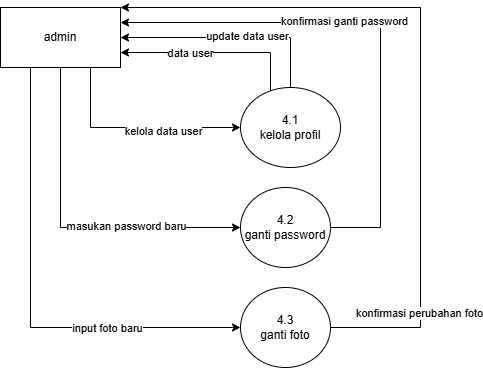 konfirmasi ganti password
admin
update data user
data user
4.1
kelola profil
kelola data user
4.2
masukan password baru
ganti password
konfirmasi perubahan foto
4.3
input foto baru
ganti foto